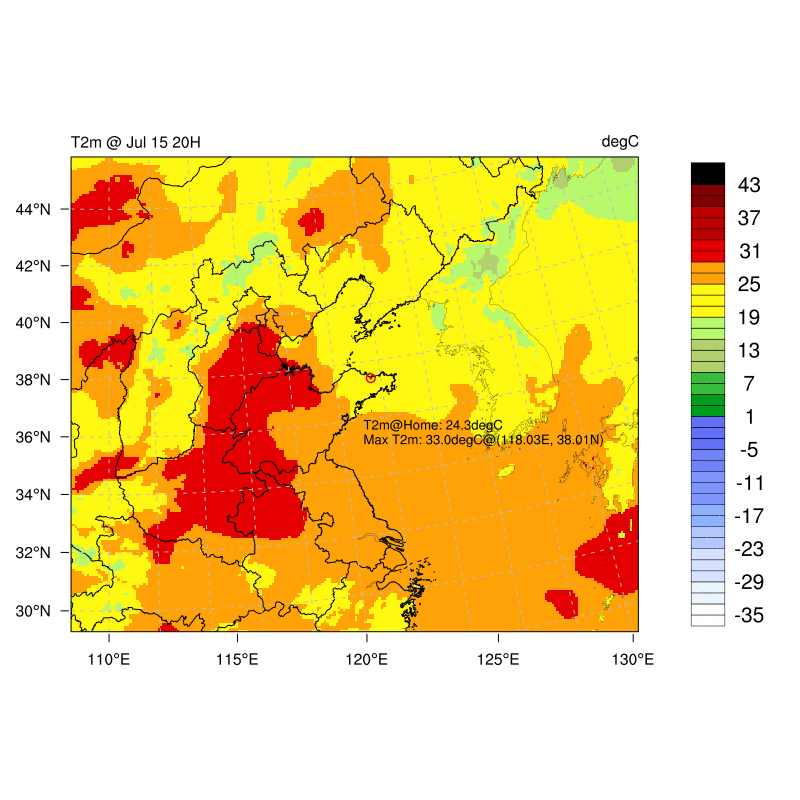 T2m @ Jul 15 20H
degC
44°N
42°N
40°N
38°N
36°N
34°N
32°N
30°N
110°E
115°E
120°E
125°E
130°E
T2m@Home: 24.3degC
Max T2m: 33.0degC@(118.03E, 38.01N)
43
37
31
25
19
13
7
1
-5
-11
-17
-23
-29
-35